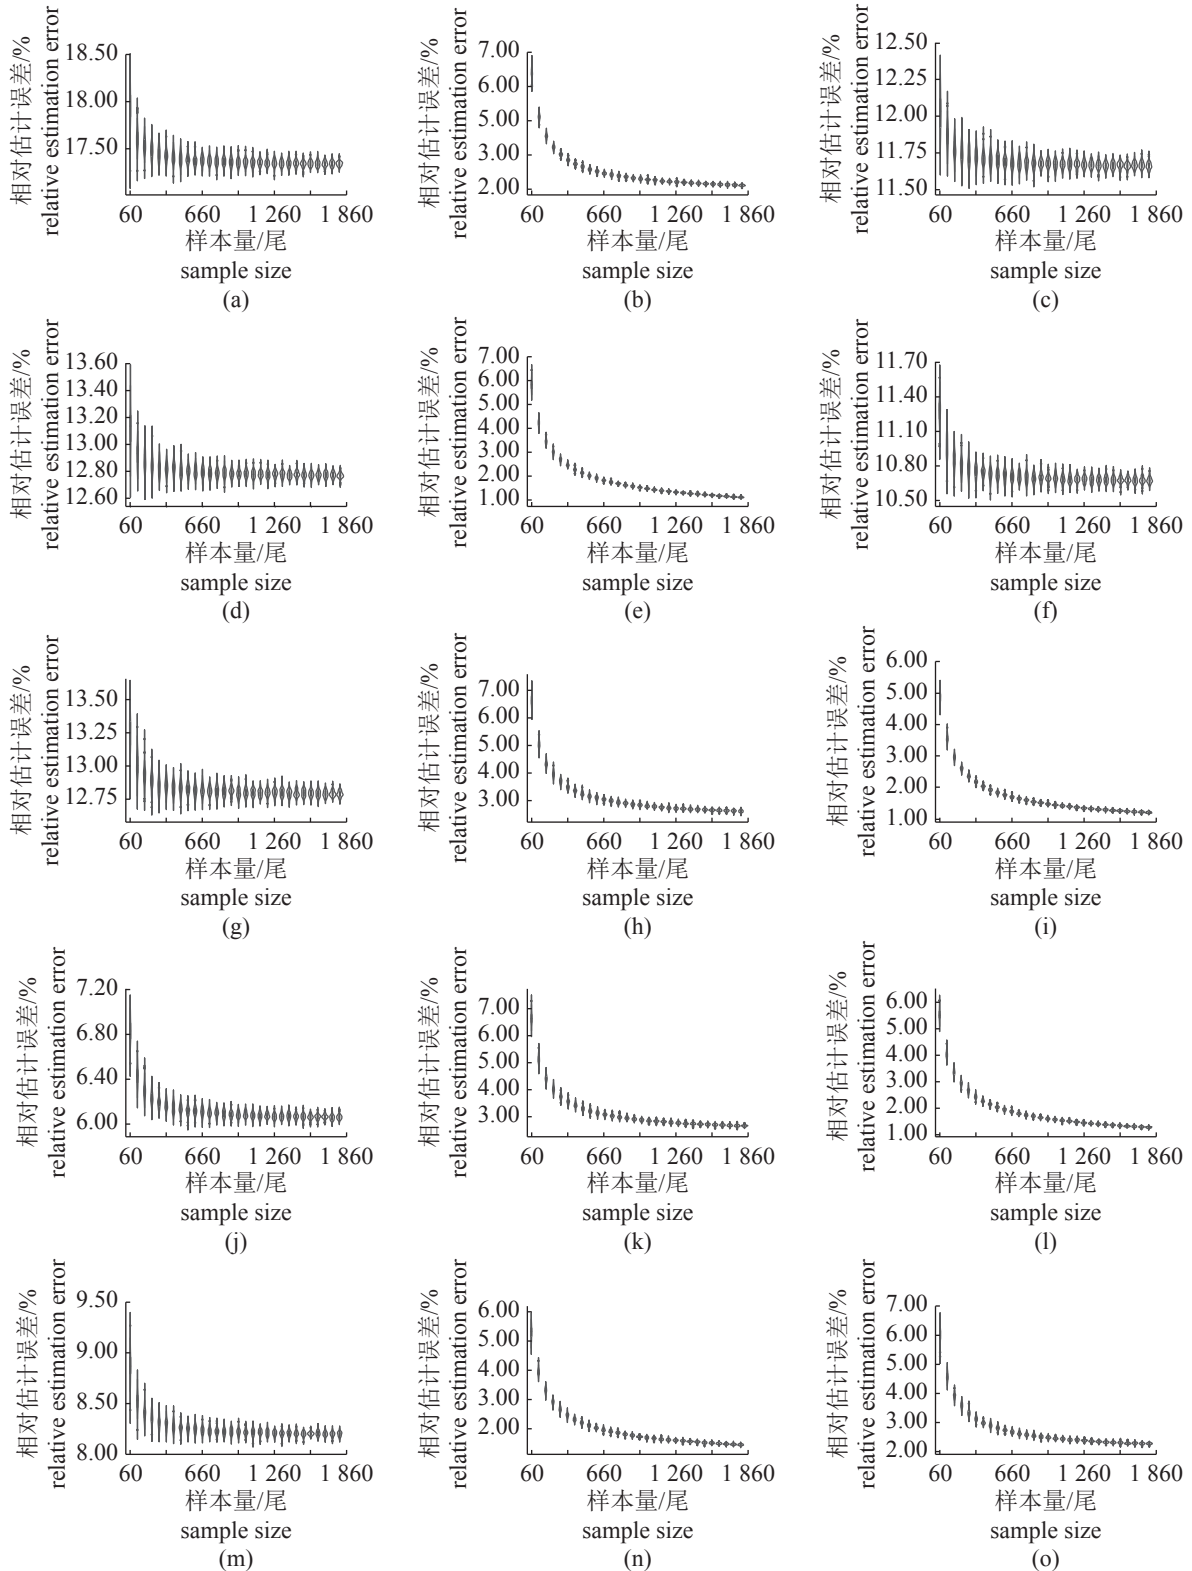 相对估计误差/%
relative estimation error
18.50
18.00
17.50
60 660 1 260 1 860
样本量/尾
sample size
(a)
相对估计误差/%
relative estimation error
7.00
6.00
5.00
3.00
2.00
60 660 1 260 1 860
样本量/尾
sample size
(b)
相对估计误差/%
relative estimation error
12.50
12.25
12.00
11.75
11.50
60 660 1 260 1 860
样本量/尾
sample size
(c)
相对估计误差/%
relative estimation error
13.60
13.40
13.20
13.00
12.80
12.60
60 660 1 260 1 860
样本量/尾
sample size
(d)
相对估计误差/%
relative estimation error
7.00
6.00
5.00
4.00
3.00
2.00
1.00
60 660 1 260 1 860
样本量/尾
sample size
(e)
相对估计误差/%
relative estimation error
11.70
11.40
11.10
10.80
10.50
60 660 1 260 1 860
样本量/尾
sample size
(f)
相对估计误差/%
relative estimation error
13.50
13.25
13.00
12.75
60 660 1 260 1 860
样本量/尾
sample size
(g)
相对估计误差/%
relative estimation error
7.00
6.00
5.00
4.00
3.00
60 660 1 260 1 860
样本量/尾
sample size
(h)
相对估计误差/%
relative estimation error
6.00
5.00
4.00
3.00
2.00
1.00
60 660 1 260 1 860
样本量/尾
sample size
(i)
相对估计误差/%
relative estimation error
7.20
6.80
6.40
6.00
60 660 1 260 1 860
样本量/尾
sample size
(j)
相对估计误差/%
relative estimation error
7.00
6.00
5.00
4.00
3.00
60 660 1 260 1 860
样本量/尾
sample size
(k)
相对估计误差/%
relative estimation error
6.00
5.00
4.00
3.00
2.00
1.00
60 660 1 260 1 860
样本量/尾
sample size
(l)
相对估计误差/%
relative estimation error
9.50
9.00
8.50
8.00
60 660 1 260 1 860
样本量/尾
sample size
(m)
相对估计误差/%
relative estimation error
6.00
5.00
4.00
3.00
2.00
60 660 1 260 1 860
样本量/尾
sample size
(n)
相对估计误差/%
relative estimation error
7.00
6.00
5.00
4.00
3.00
2.00
60 660 1 260 1 860
样本量/尾
sample size
(o)